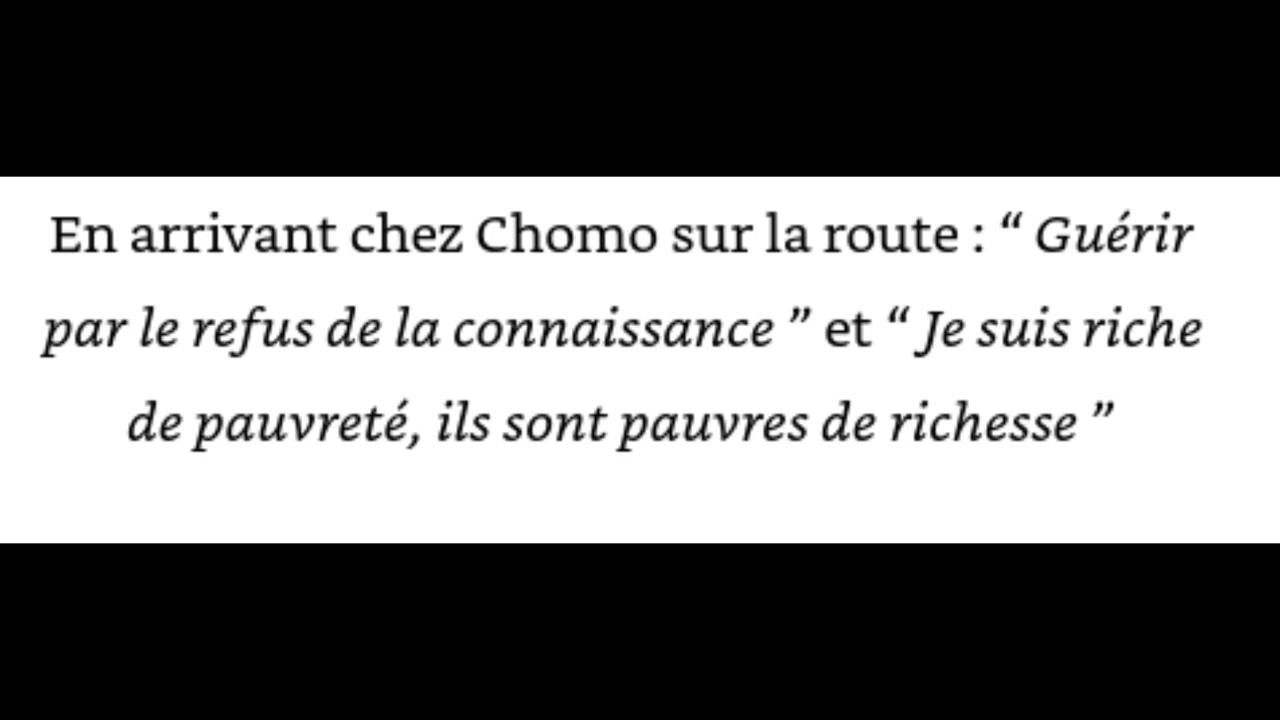 En arrivant chez Chomo sur la route : “ Guérir
par le refus de la connaissance ” et “ Je suis riche
de pauvreté, ils sont pauvres de richesse ”